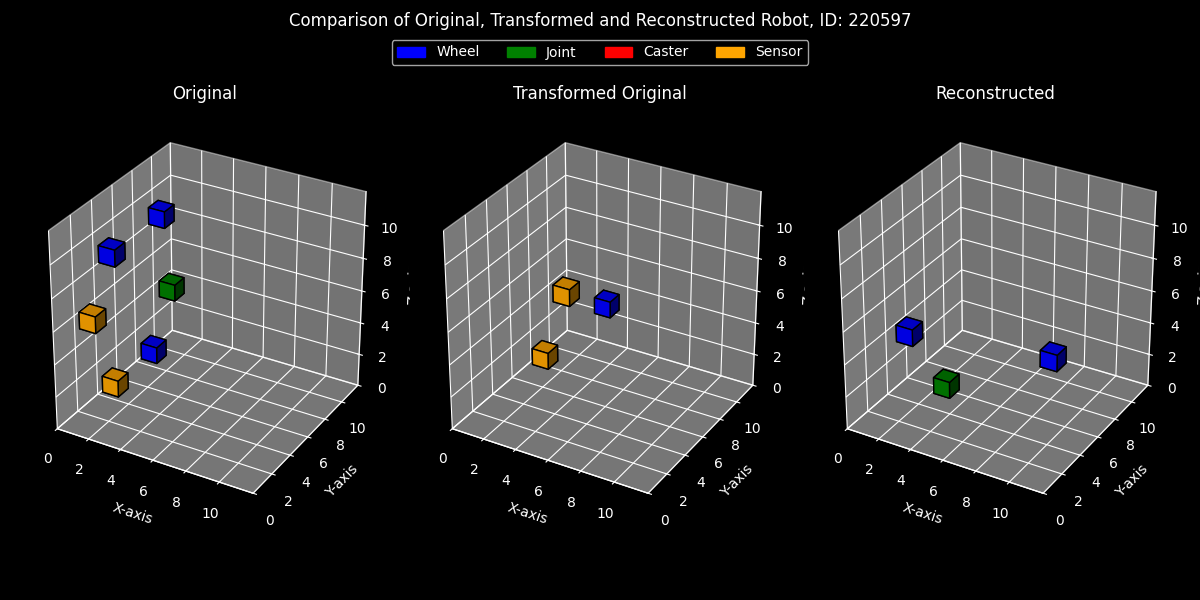 Comparison of Original, Transformed and Reconstructed Robot, ID: 220597
Wheel Joint Caster Sensor
Original Transformed Original Reconstructed
10 10 10
8 8 8
6 6 6
4 4 4
2 2 2
0 0 0
0 2 4 6 8 10 0 2 4 6 8 10 0 2 4 6 8 10
0 2 4 6 8 10 0 2 4 6 8 10 0 2 4 6 8 10
X-axis Y-axis X-axis Y-axis X-axis Y-axis